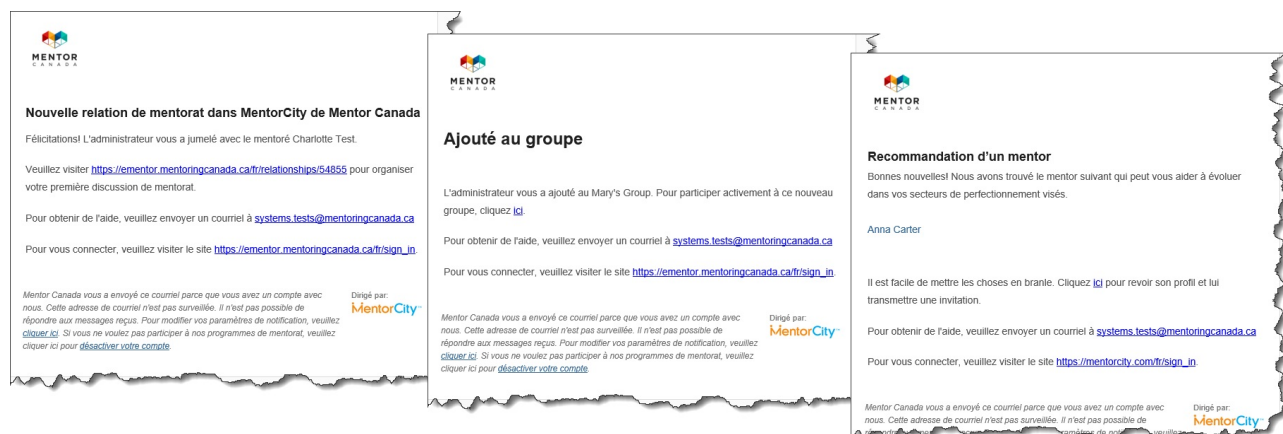 MENTOR
CANADA
Nouvelle relation de mentorat dans MentorCity de Mentor Canada
Félicitations! L'administrateur vous a jumelé avec le mentoré Charlotte Test.
Veuillez visiter https://ementor.mentoringcanada.ca/fr/relationships/54855 pour organiser
votre première discussion de mentorat.
Pour obtenir de l'aide, veuillez envoyer un courriel à systems.tests@mentoringcanada.ca
Pour vous connecter, veuillez visiter le site https://ementor.mentoringcanada.ca/fr/sign_in.
Mentor Canada vous a envoyé ce courriel parce que vous avez un compte avec
nous. Cette adresse de courriel n'est pas surveillée. Il n'est pas possible de
répondre aux messages reçus. Pour modifier vos paramètres de notification, veuillez
cliquer ici. Si vous ne voulez pas participer à nos programmes de mentorat, veuillez
cliquer ici pour désactiver votre compte.
Dirigé par:
MentorCity
MENTOR
CANADA
Ajouté au groupe
L'administrateur vous a ajouté au Mary's Group. Pour participer activement à ce nouveau
groupe, cliquez ici.
Pour obtenir de l'aide, veuillez envoyer un courriel à systems.tests@mentoringcanada.ca
Pour vous connecter, veuillez visiter le site https://ementor.mentoringcanada.ca/fr/sign_in.
Mentor Canada vous a envoyé ce courriel parce que vous avez un compte avec
nous. Cette adresse de courriel n'est pas surveillée. Il n'est pas possible de
répondre aux messages reçus. Pour modifier vos paramètres de notification, veuillez
cliquer ici. Si vous ne voulez pas participer à nos programmes de mentorat, veuillez
cliquer ici pour désactiver votre compte.
Dirigé par:
MentorCity
MENTOR
CANADA
Recommandation d'un mentor
Bonnes nouvelles! Nous avons trouvé le mentor suivant qui peut vous aider à évoluer
dans vos secteurs de perfectionnement visés.
Anna Carter
Il est facile de mettre les choses en branle. Cliquez ici pour revoir son profil et lui
transmettre une invitation.
Pour obtenir de l'aide, veuillez envoyer un courriel à systems.tests@mentoringcanada.ca
Pour vous connecter, veuillez visiter le site https://mentorcity.com/fr/sign_in.
Mentor Canada vous a envoyé ce courriel parce que vous avez un compte avec
nous. Cette adresse de courriel n'est pas surveillée. Il n'est pas possible de
Dirigé par:
MentorCity